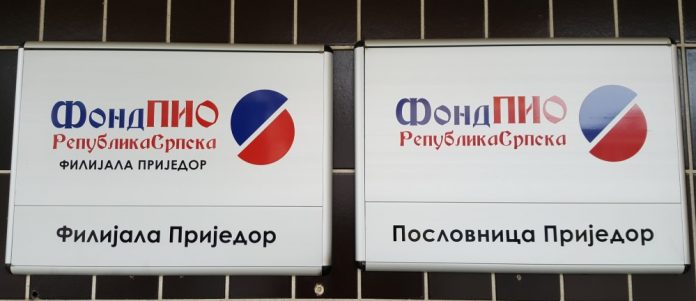 ФондПИО
РепубликаСрпска
ФИЛИЈАЛА ПРИЈЕДОР
Филијала Приједор
ФондПИО
РепубликаСрпска
Пословница Приједор